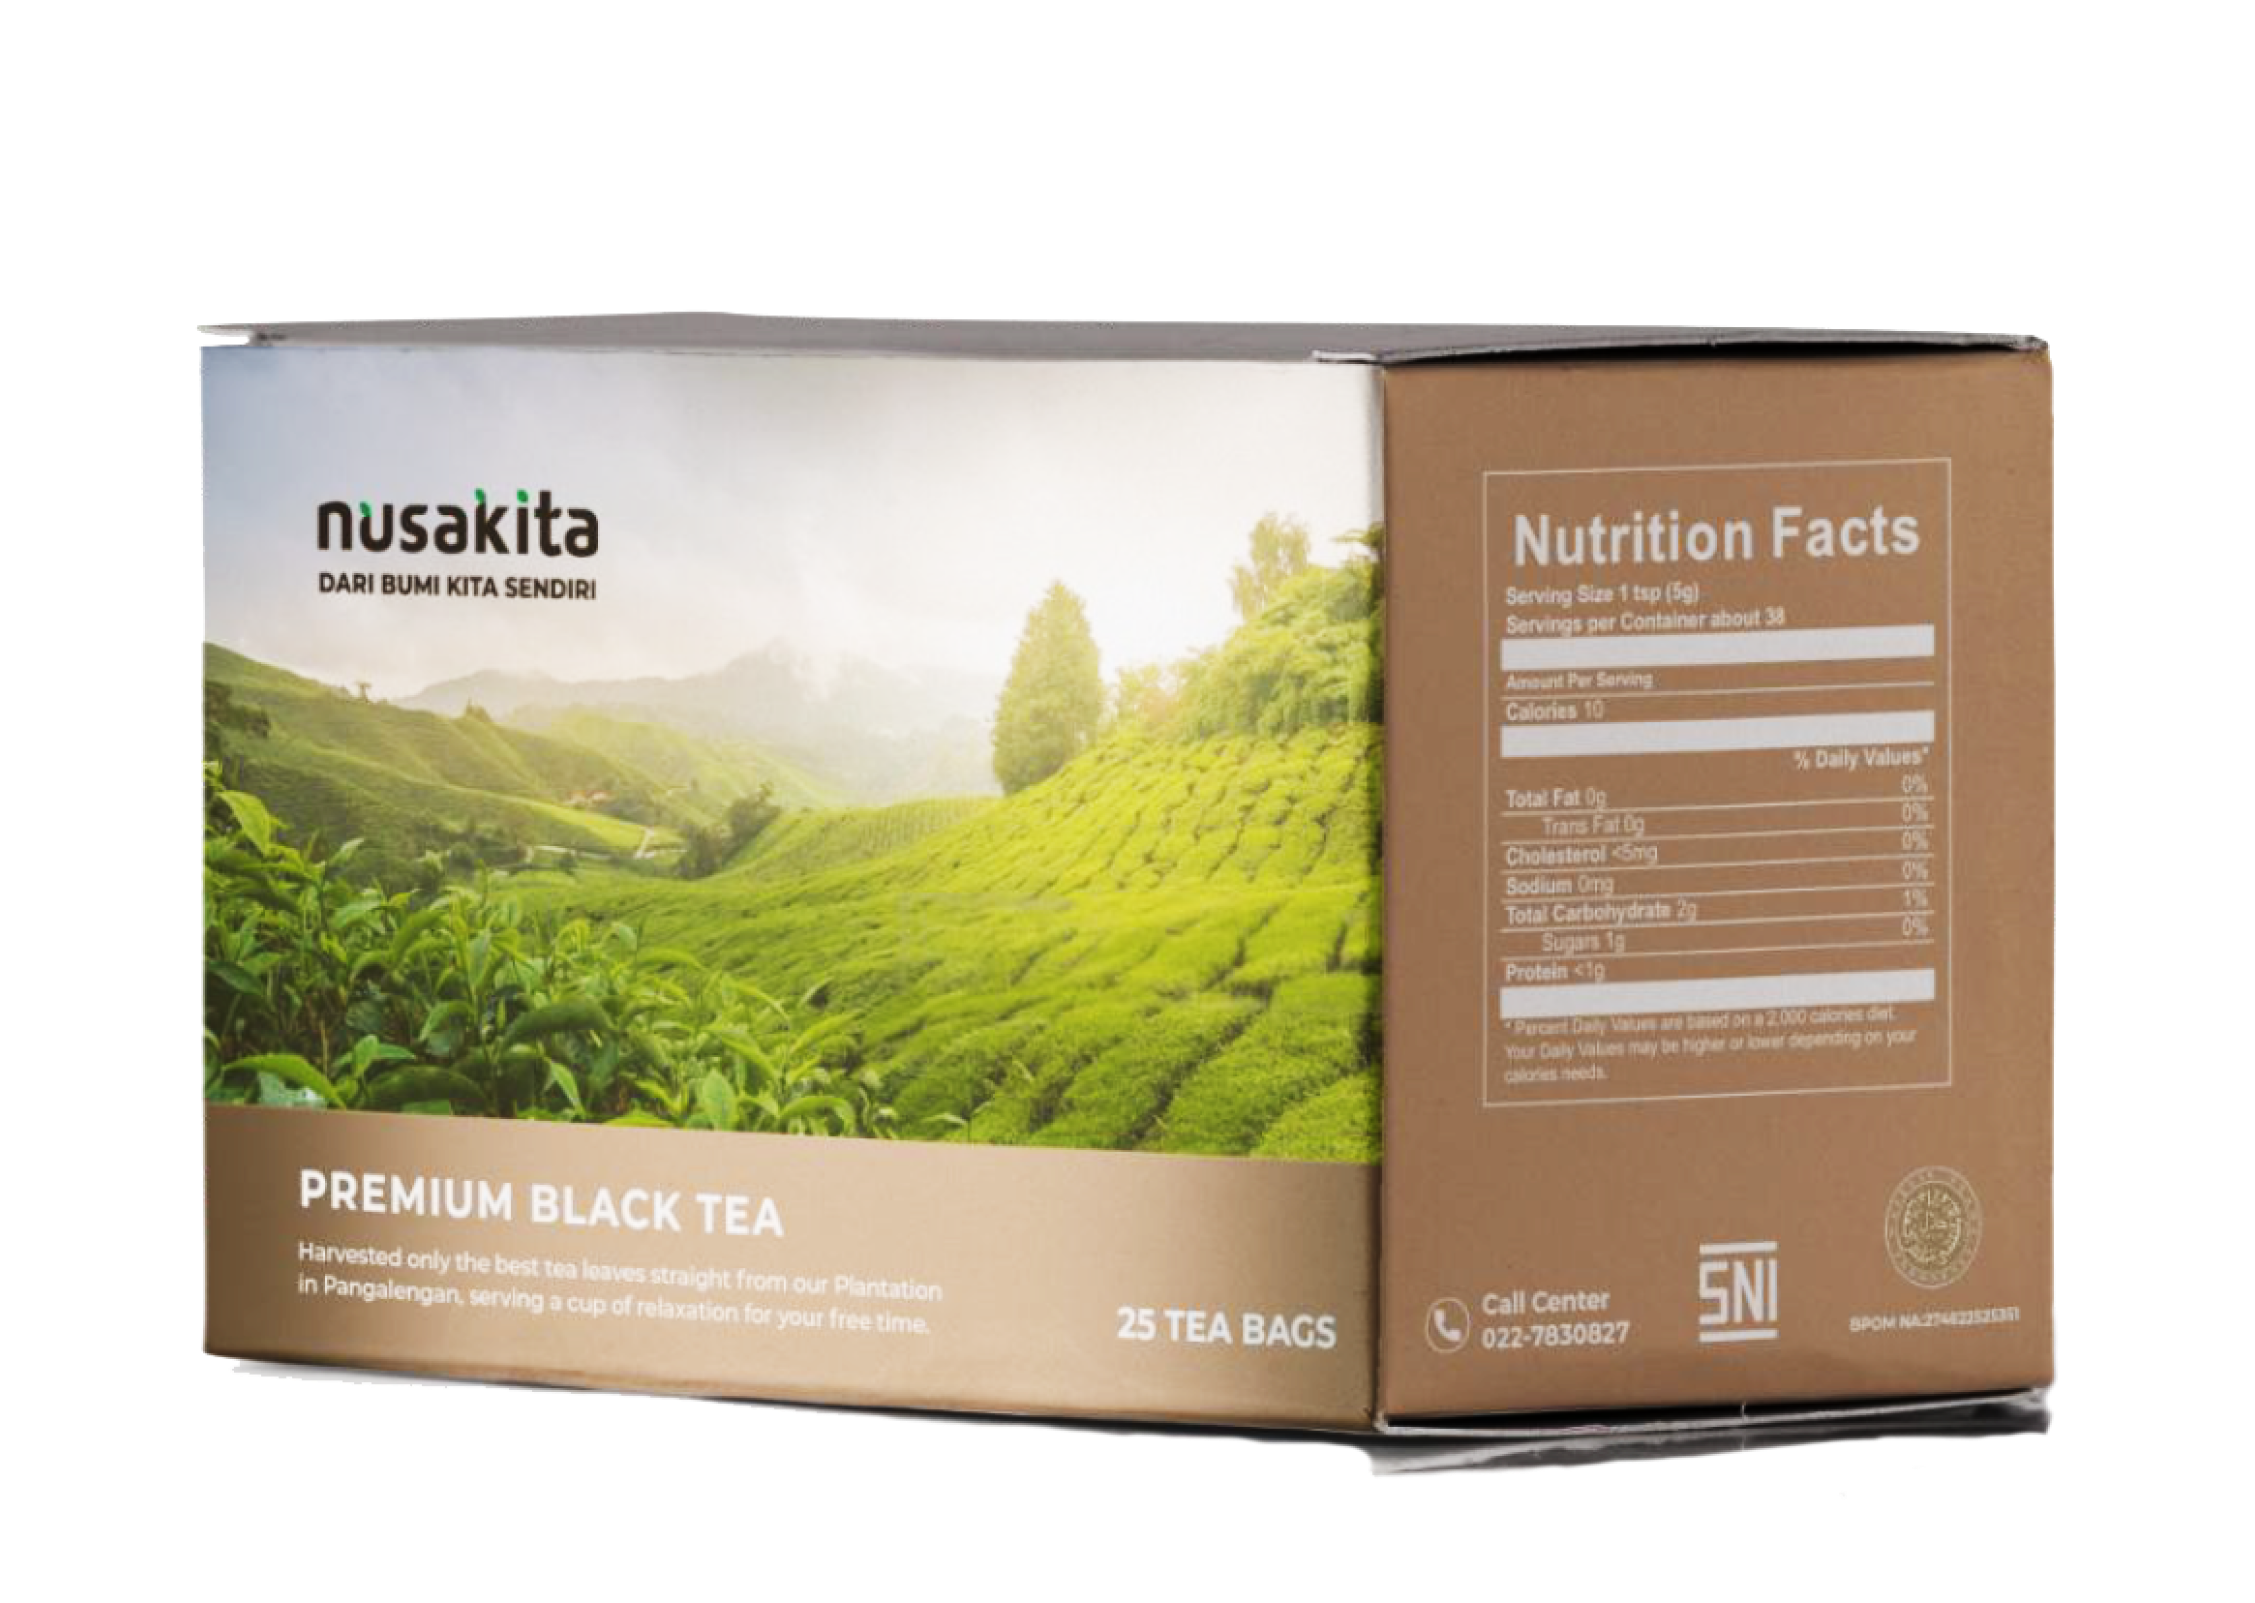 nusakita
DARI BUMI KITA SENDIRI
PREMIUM BLACK TEA
Harvested only the best tea leaves straight from our Plantation
in Pangalengan, serving a cup of relaxation for your free time.
25 TEA BAGS
Nutrition Facts
Serving Size 1 tsp (5g)
Servings per Container about 38
Amount Per Serving
Calories 10
% Daily Values*
Total Fat 0g 0%
Trans Fat 0g 0%
Cholesterol <5mg 0%
Sodium 0mg 0%
Total Carbohydrate 2g 1%
Sugars 1g 0%
Protein <1g
* Percent Daily Values are based on a 2,000 calories diet.
Your Daily Values may be higher or lower depending on your
calories needs.
Call Center
022-7830827
SNI
BPOM NA: